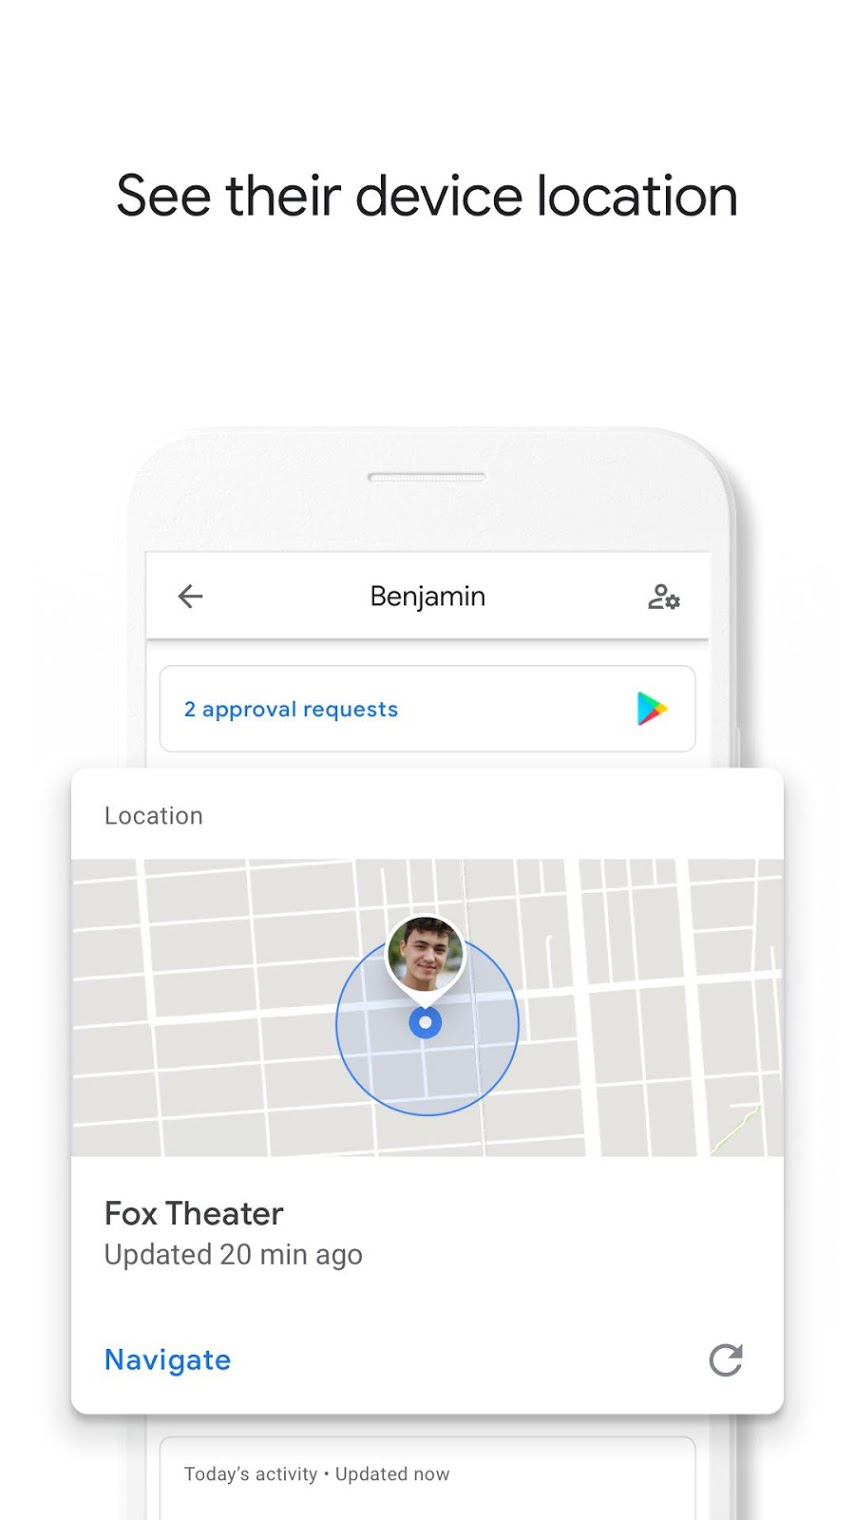 See their device location
Benjamin
2 approval requests
Location
Fox Theater
Updated 20 min ago
Navigate
Today’s activity • Updated now